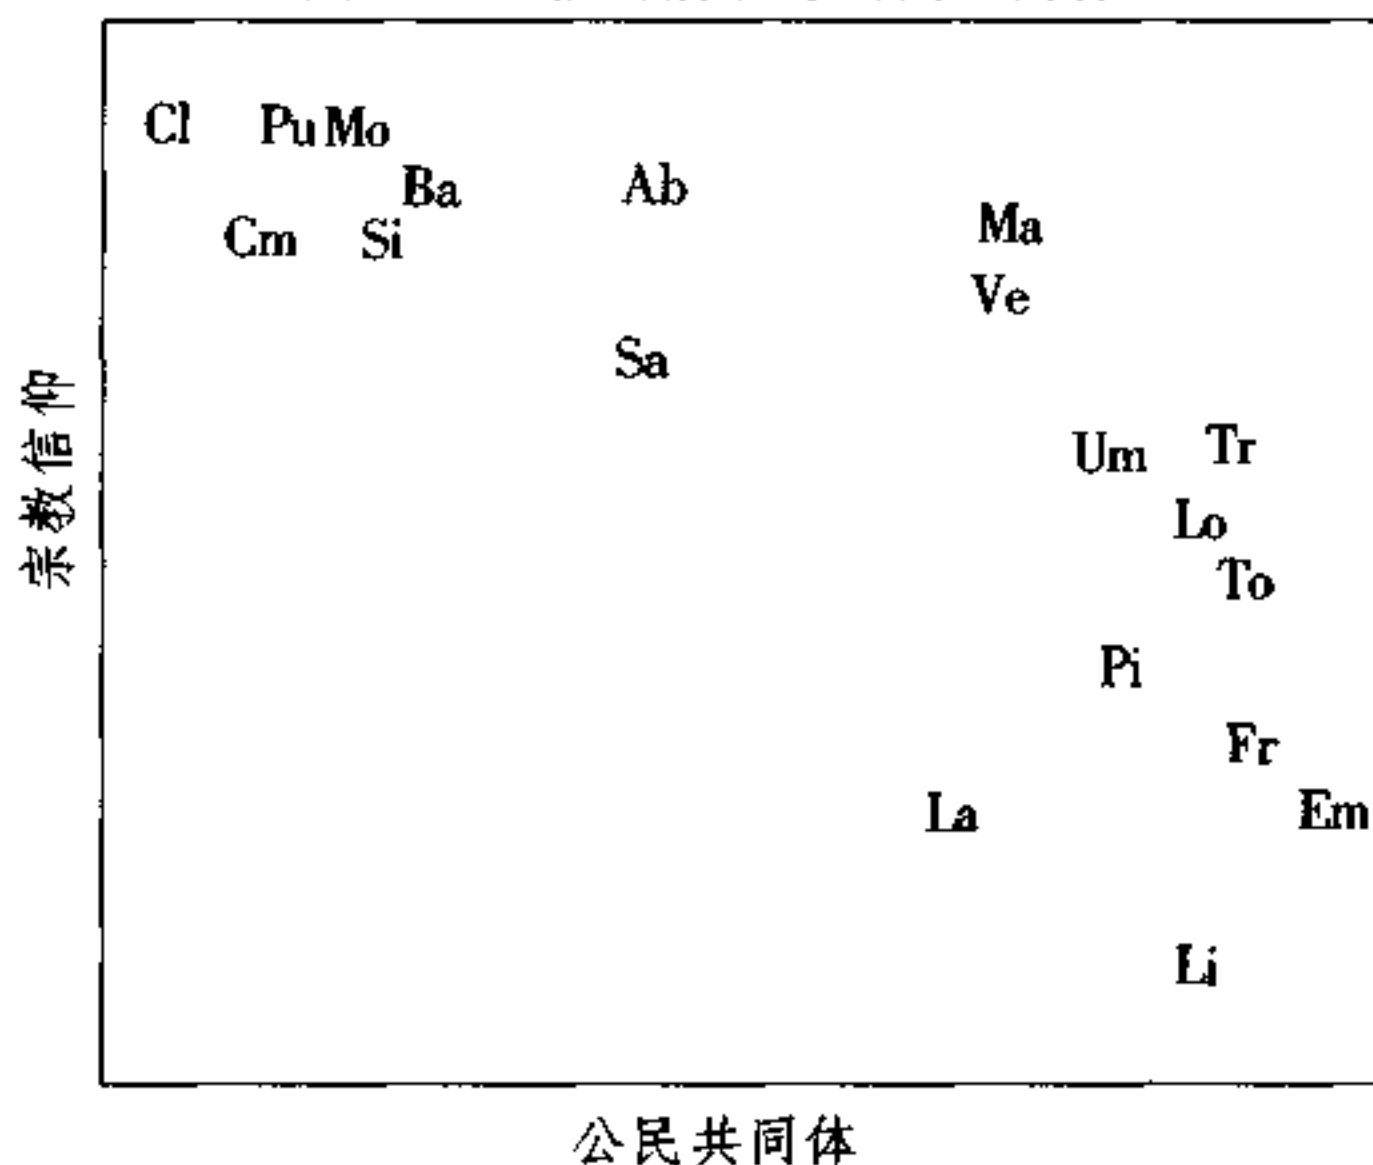 Cl Pu Mo
Ba Ab
Ma
Cm Si
Ve
Sa
Um Tr
Lo
To
Pi
Fr
La Em
Li
宗教信仰
公民共同体